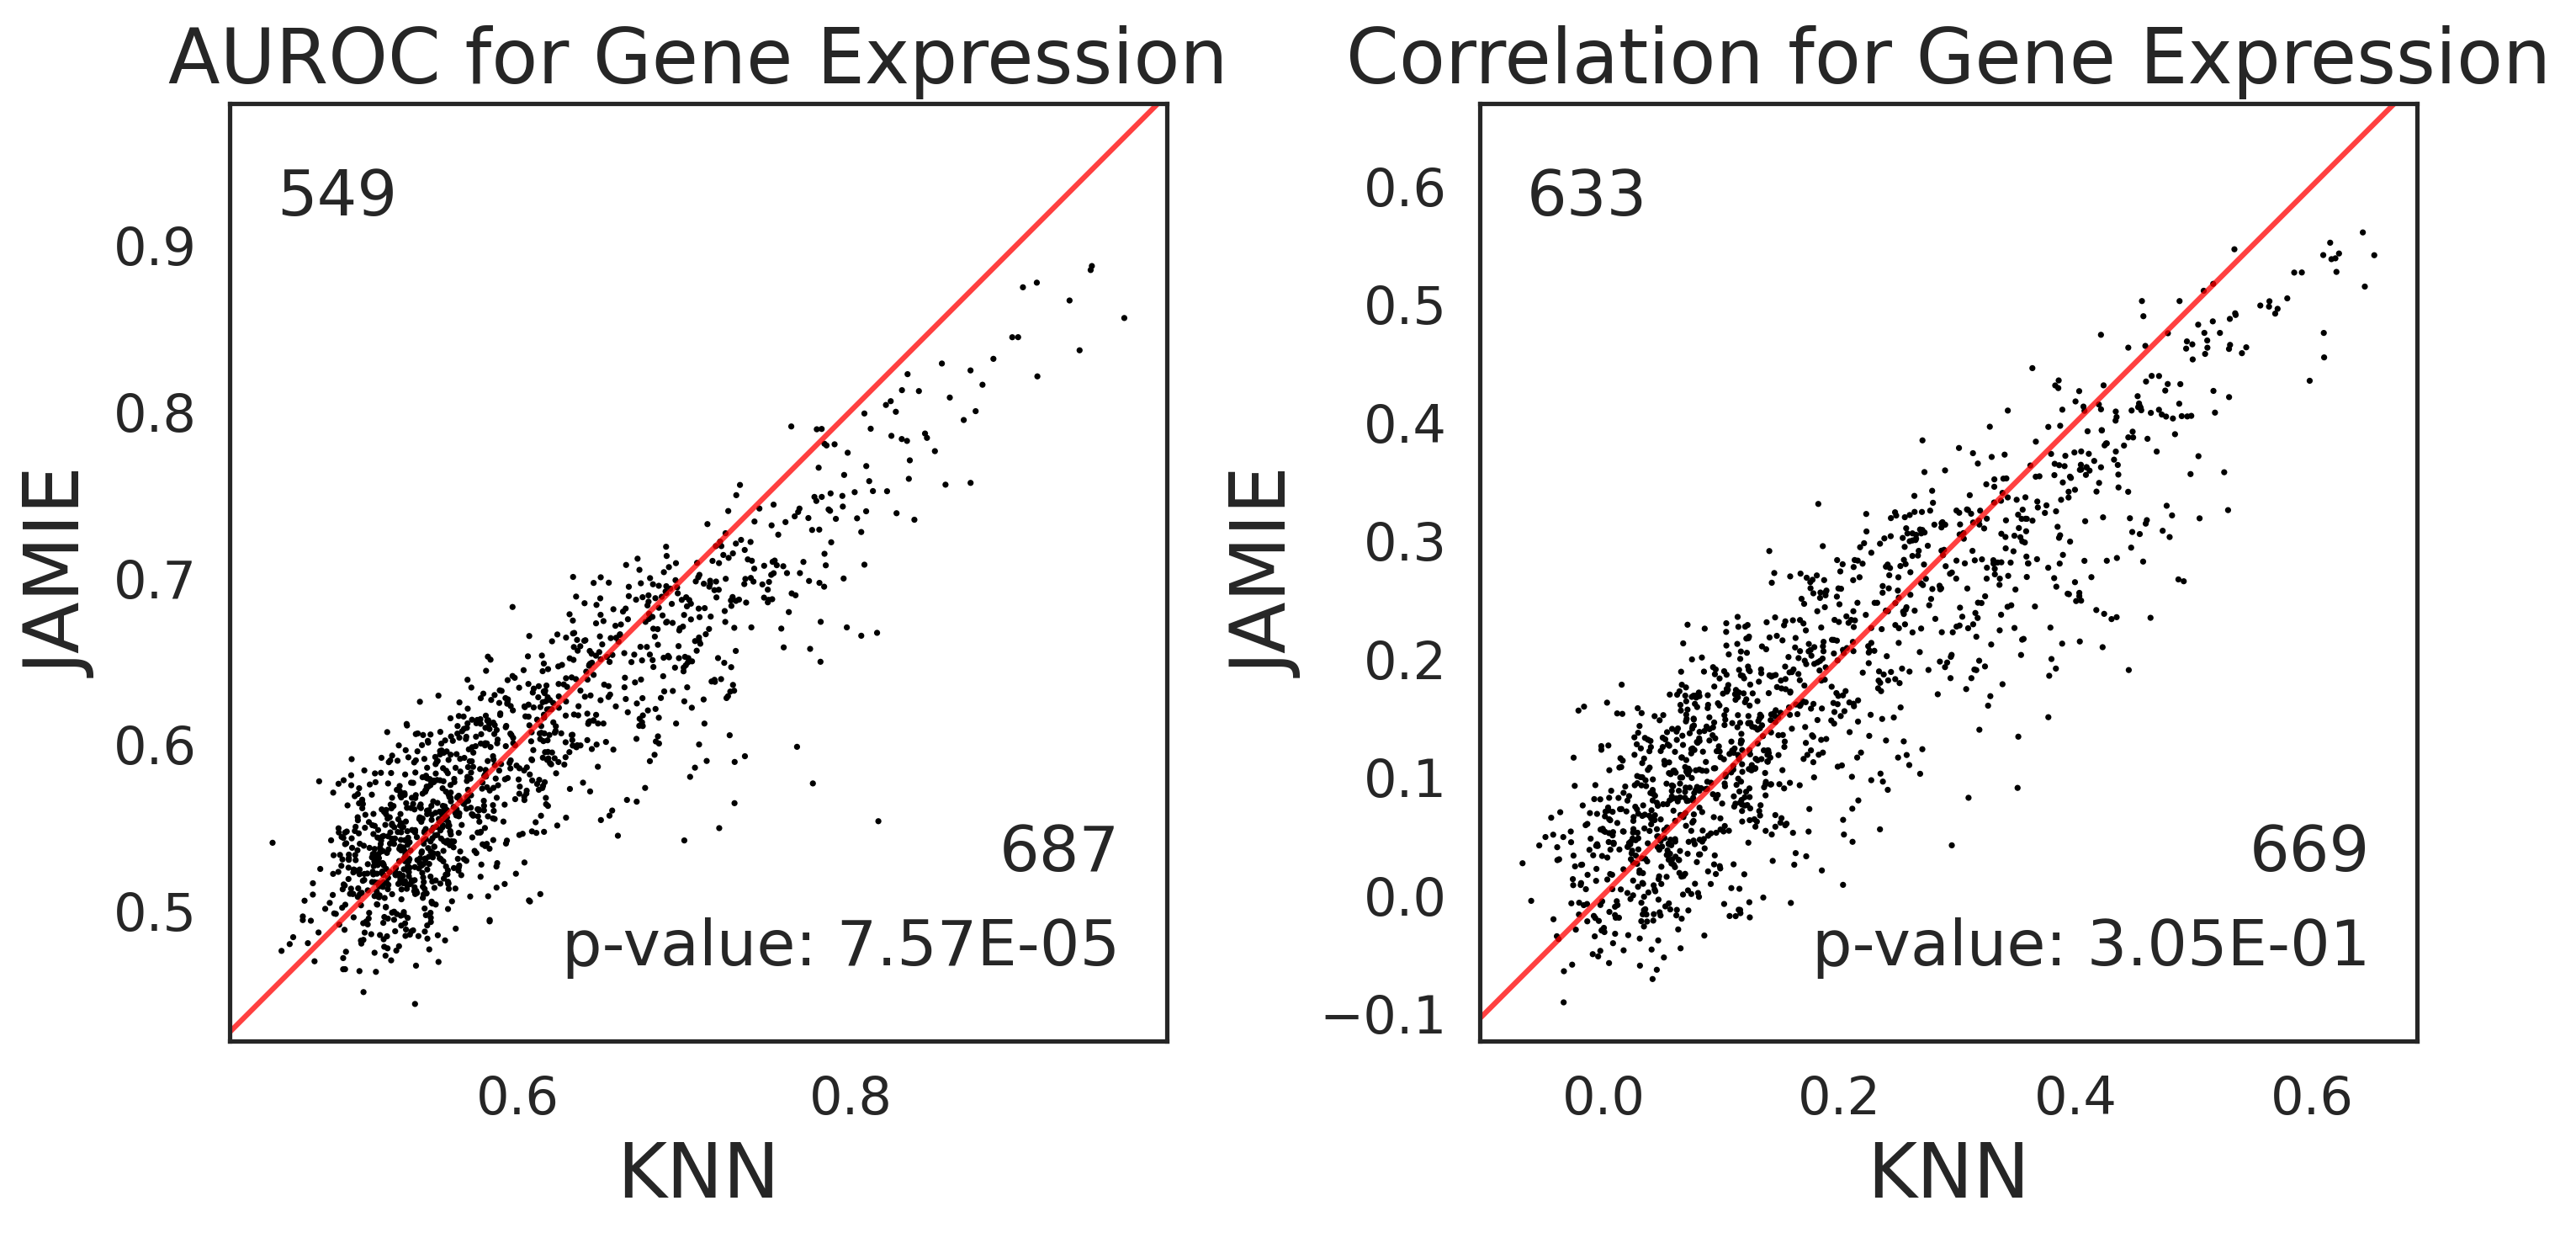 AUROC for Gene Expression
549
0.9
0.8
0.7
0.6
0.5
JAMIE
687
p-value: 7.57E-05
0.6
0.8
KNN
Correlation for Gene Expression
633
0.6
0.5
0.4
0.3
0.2
0.1
0.0
−0.1
JAMIE
669
p-value: 3.05E-01
0.0
0.2
0.4
0.6
KNN